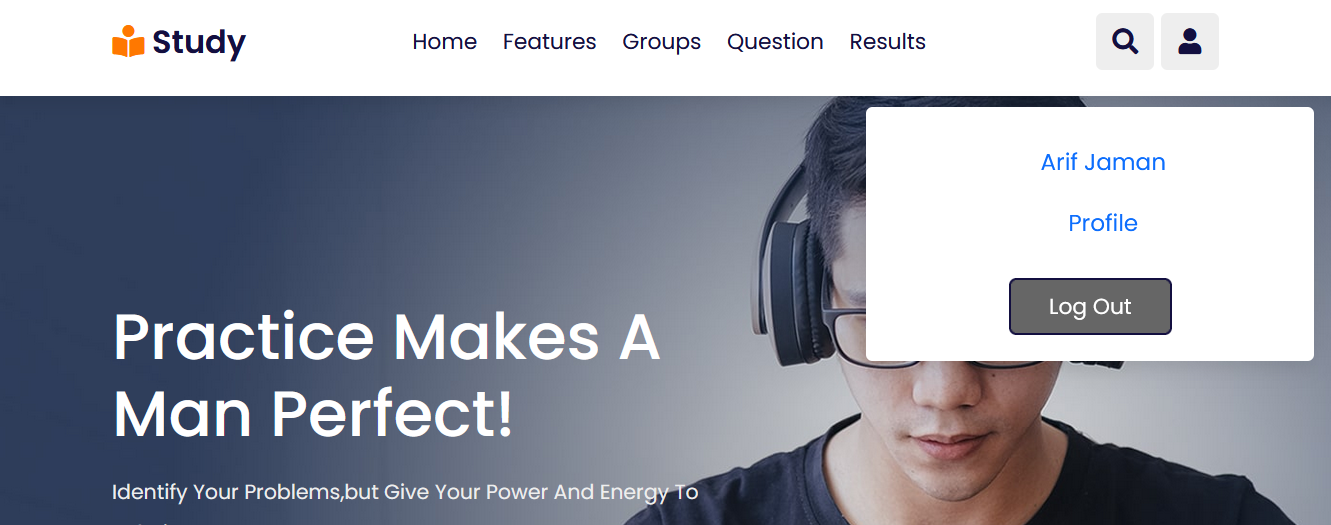 Study
Home Features Groups Question Results
Arif Jaman
Profile
Log Out
Practice Makes A
Man Perfect!
Identify Your Problems,but Give Your Power And Energy To